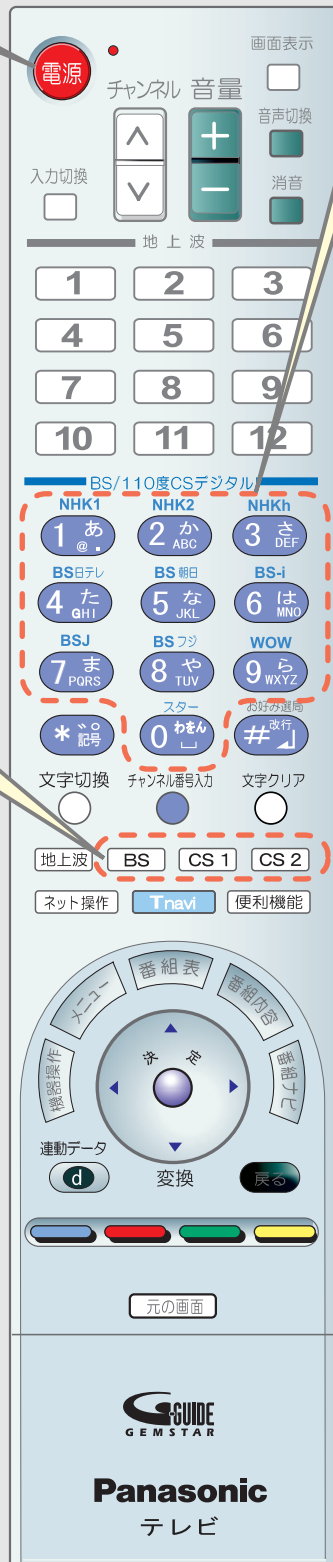 電源
画面表示
チャンネル 音量
音声切換
入力切換
消音
地上波
1 2 3
4 5 6
7 8 9
10 11 12
BS/110度CSデジタル
NHK1 NHK2 NHKh
1 あ @ . 2 か ABC 3 さ DEF
BS日テレ BS朝日 BS-i
4 た GHI 5 な JKL 6 は MNO
BSJ BSフジ WOW
7 ま PQRS 8 や TUV 9 ら WXYZ
スター お好み選局
* 記号 0 わをん # 改行
文字切換 チャンネル番号入力 文字クリア
地上波 BS CS 1 CS 2
ネット操作 Tnavi 便利機能
機器操作 メニュー 番組表 番組内容 番組ナビ
決定
連動データ
d 変換 戻る
元の画面
G-GUIDE
GEMSTAR
Panasonic
テレビ